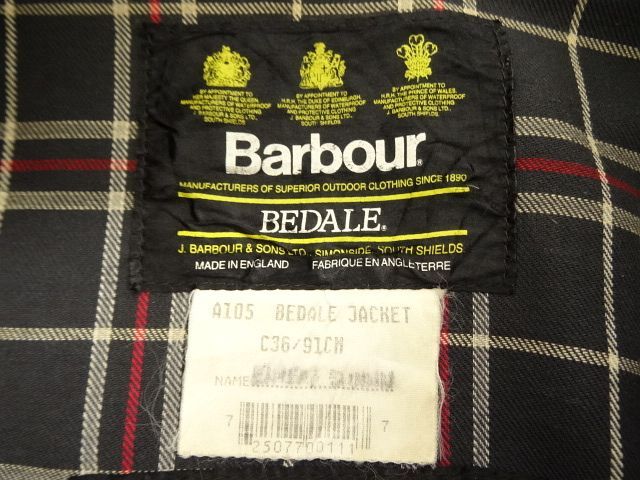 BY APPOINTMENT TO
HER MAJESTY THE QUEEN
MANUFACTURERS OF WATERPROOF
AND PROTECTIVE CLOTHING
J. BARBOUR & SONS LTD.
SOUTH SHIELDS
BY APPOINTMENT TO
H.R.H. THE DUKE OF EDINBURGH,
MANUFACTURERS OF WATERPROOF
AND PROTECTIVE CLOTHING
J. BARBOUR & SONS LTD.
SOUTH SHIELDS.
BY APPOINTMENT TO
H.R.H. THE PRINCE OF WALES,
MANUFACTURERS OF WATERPROOF
AND PROTECTIVE CLOTHING
J. BARBOUR & SONS LTD.
SOUTH SHIELDS.
Barbour®
MANUFACTURERS OF SUPERIOR OUTDOOR CLOTHING SINCE 1890
BEDALE®
J. BARBOUR & SONS LTD., SIMONSIDE, SOUTH SHIELDS.
MADE IN ENGLAND FABRIQUE EN ANGLETERRE
A105 BEDALE JACKET
C36/91CM
NAME
7 2507700111 7